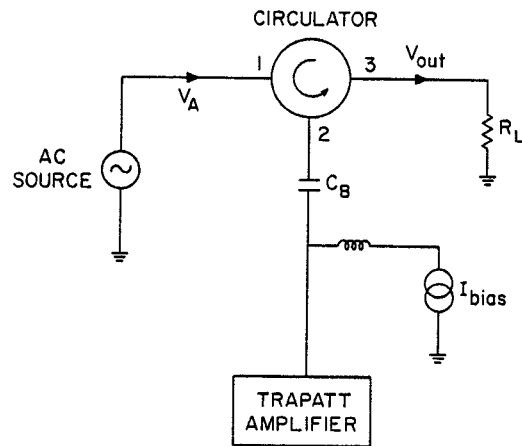 CIRCULATOR
1
3
V_out
V_A
2
R_L
AC
SOURCE
~
C_B
I_bias
TRAPATT
AMPLIFIER